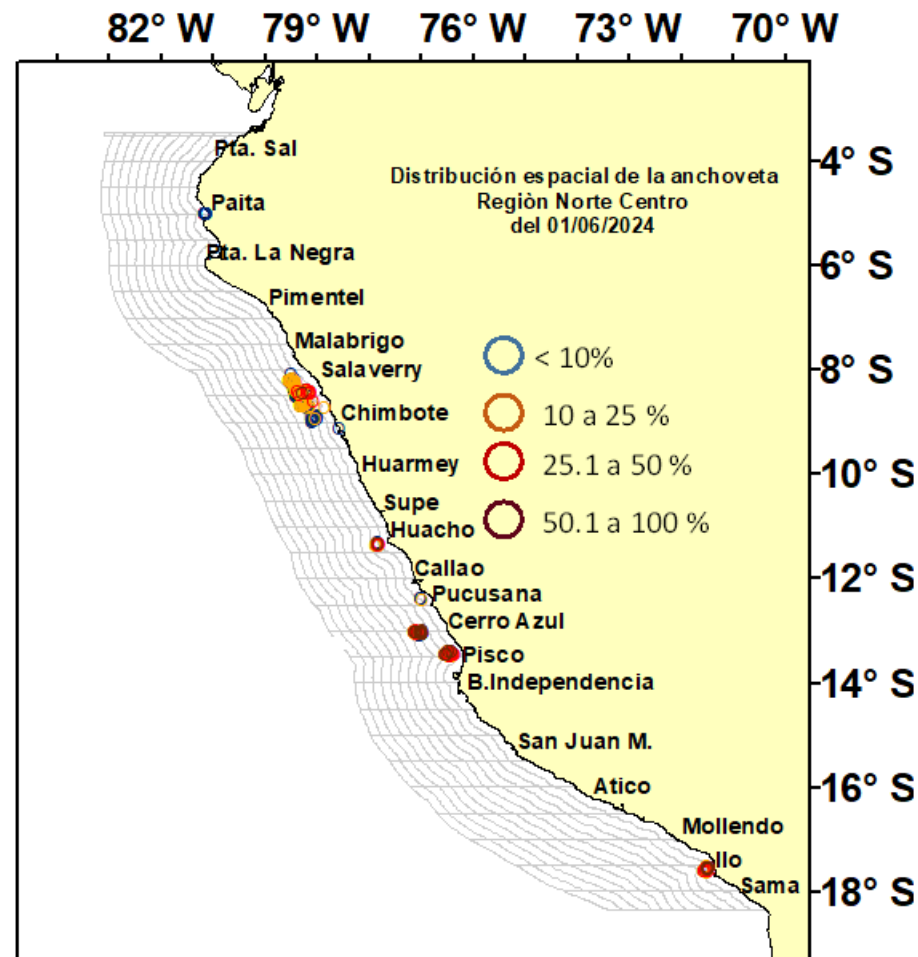 82° W 79° W 76° W 73° W 70° W
Pta. Sal
4° S
Distribución espacial de la anchoveta
Regiòn Norte Centro
del 01/06/2024
Paita
Pta. La Negra
6° S
Pimentel
Malabrigo
< 10%
Salaverry
8° S
Chimbote
10 a 25 %
Huarmey
25.1 a 50 %
10° S
Supe
Huacho
50.1 a 100 %
Callao
12° S
Pucusana
Cerro Azul
Pisco
B.Independencia
14° S
San Juan M.
Atico
16° S
Mollendo
Ilo
Sama
18° S